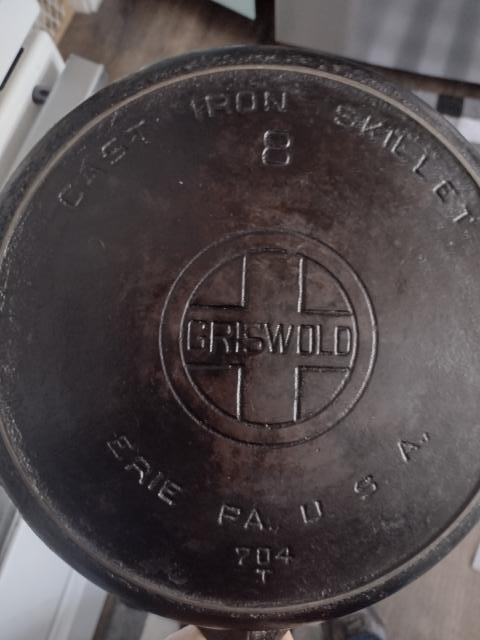 CAST IRON SKILLET
8
GRISWOLD
ERIE PA., U.S.A.
704
T